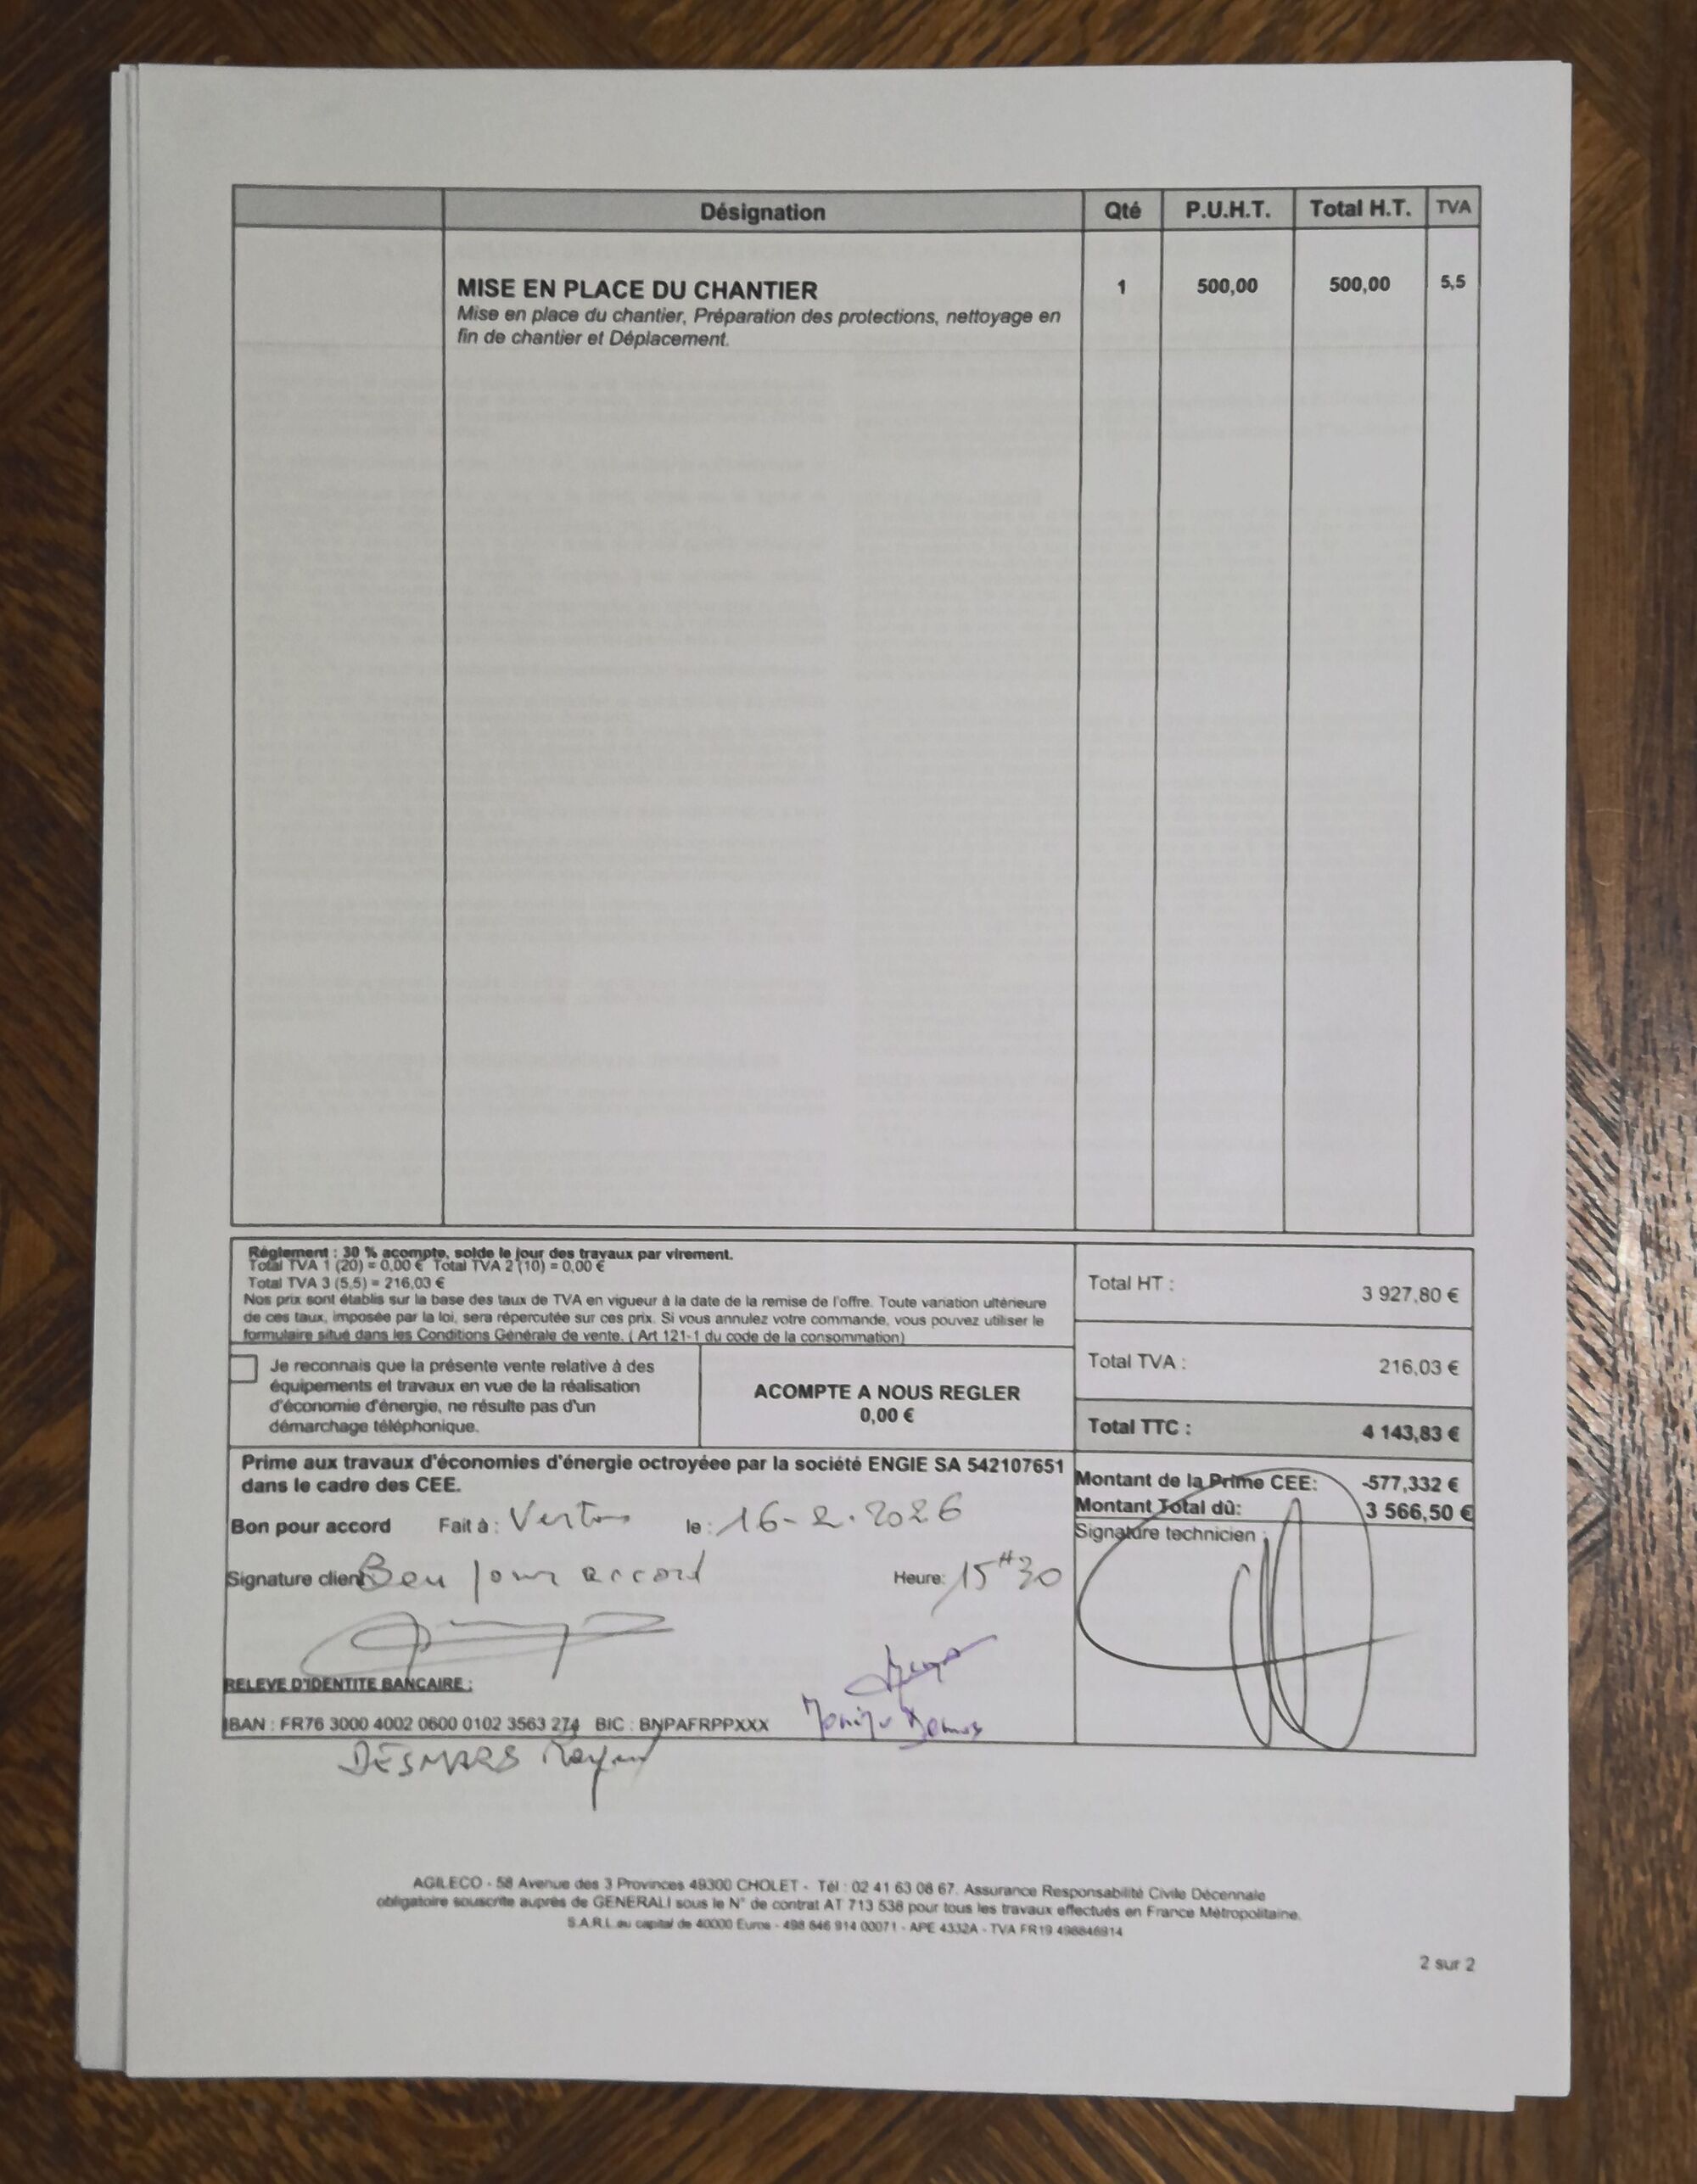 Désignation Qté P.U.H.T. Total H.T. TVA
MISE EN PLACE DU CHANTIER 1 500,00 500,00 5,5
Mise en place du chantier, Préparation des protections, nettoyage en
fin de chantier et Déplacement.
Réglement : 30 % acompte, solde le jour des travaux par virement.
Total TVA 1 (20) = 0,00 € Total TVA 2 (10) = 0,00 €
Total TVA 3 (5,5) = 216,03 €
Nos prix sont établis sur la base des taux de TVA en vigueur à la date de la remise de l'offre. Toute variation ultérieure
de ces taux, imposée par la loi, sera répercutée sur ces prix. Si vous annulez votre commande, vous pouvez utiliser le
formulaire situé dans les Conditions Générale de vente. ( Art 121-1 du code de la consommation)
Total HT : 3 927,80 €
Je reconnais que la présente vente relative à des
équipements et travaux en vue de la réalisation
d'économie d'énergie, ne résulte pas d'un
démarchage téléphonique.
ACOMPTE A NOUS REGLER
0,00 €
Total TVA : 216,03 €
Total TTC : 4 143,83 €
Prime aux travaux d'économies d'énergie octroyéee par la société ENGIE SA 542107651
dans le cadre des CEE.
Montant de la Prime CEE: -577,332 €
Montant Total dû: 3 566,50 €
Bon pour accord Fait à : Vertou le : 16-2.2026
Signature technicien :
Signature client Bon pour accord Heure: 15H30
RELEVE D'IDENTITE BANCAIRE :
IBAN : FR76 3000 4002 0600 0102 3563 274 BIC : BNPAFRPPXXX
DESMARS
AGILECO - 58 Avenue des 3 Provinces 49300 CHOLET - Tél : 02 41 63 08 67. Assurance Responsabilité Civile Décennale
obligatoire souscrite auprès de GENERALI sous le N° de contrat AT 713 538 pour tous les travaux effectués en France Métropolitaine.
S.A.R.L au capital de 40000 Euros - 498 846 914 00071 - APE 4332A - TVA FR19 498846914
2 sur 2